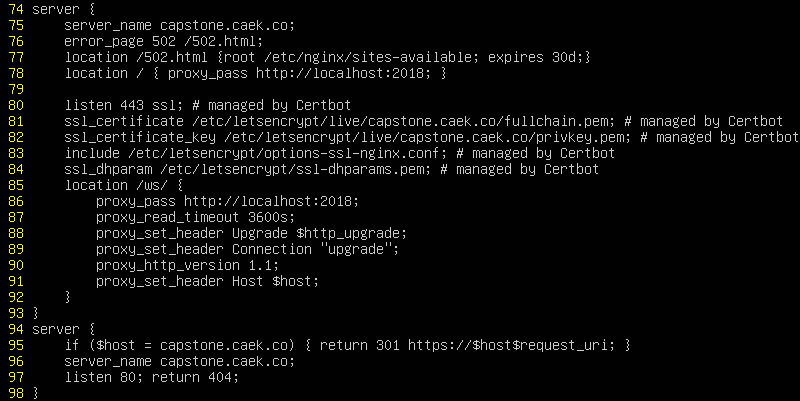 74 server {
75     server_name capstone.caek.co;
76     error_page 502 /502.html;
77     location /502.html {root /etc/nginx/sites-available; expires 30d;}
78     location / { proxy_pass http://localhost:2018; }
79
80     listen 443 ssl; # managed by Certbot
81     ssl_certificate /etc/letsencrypt/live/capstone.caek.co/fullchain.pem; # managed by Certbot
82     ssl_certificate_key /etc/letsencrypt/live/capstone.caek.co/privkey.pem; # managed by Certbot
83     include /etc/letsencrypt/options-ssl-nginx.conf; # managed by Certbot
84     ssl_dhparam /etc/letsencrypt/ssl-dhparams.pem; # managed by Certbot
85     location /ws/ {
86         proxy_pass http://localhost:2018;
87         proxy_read_timeout 3600s;
88         proxy_set_header Upgrade $http_upgrade;
89         proxy_set_header Connection "upgrade";
90         proxy_http_version 1.1;
91         proxy_set_header Host $host;
92     }
93 }
94 server {
95     if ($host = capstone.caek.co) { return 301 https://$host$request_uri; }
96     server_name capstone.caek.co;
97     listen 80; return 404;
98 }